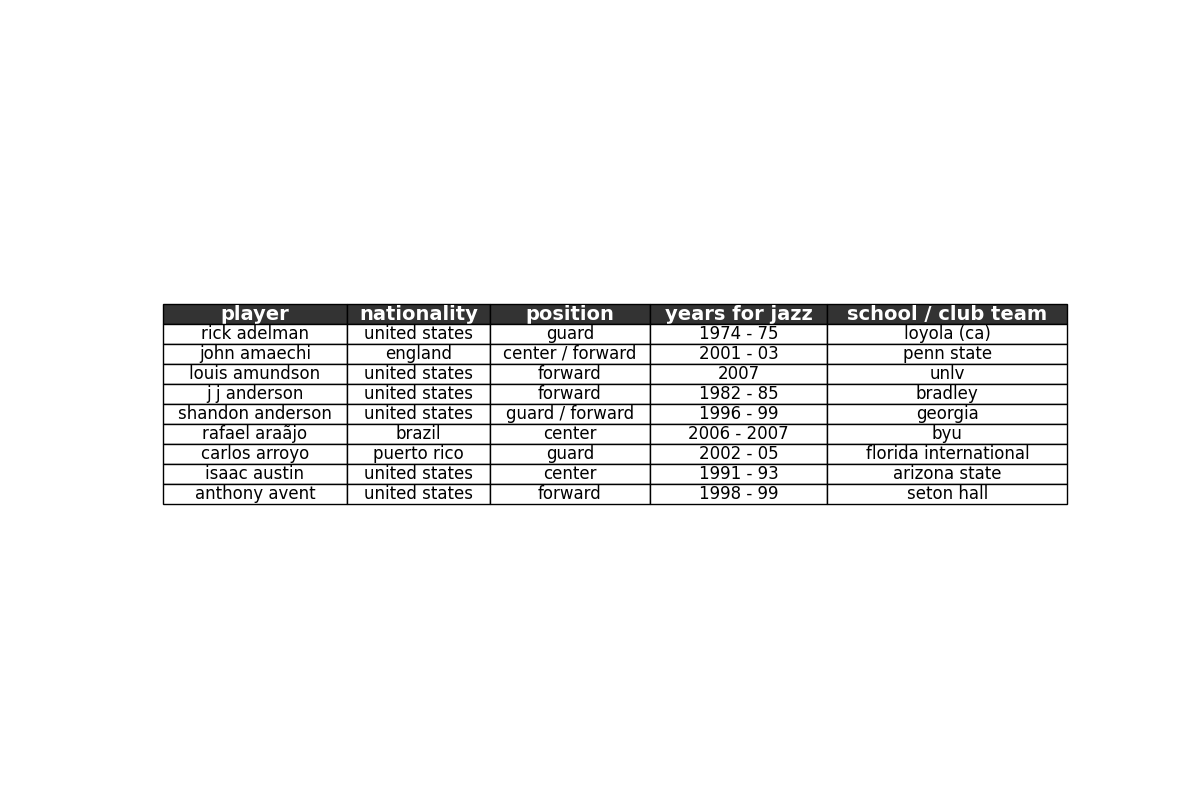 player nationality position years for jazz school / club team
rick adelman united states guard 1974 - 75 loyola (ca)
john amaechi england center / forward 2001 - 03 penn state
louis amundson united states forward 2007 unlv
j j anderson united states forward 1982 - 85 bradley
shandon anderson united states guard / forward 1996 - 99 georgia
rafael araãjo brazil center 2006 - 2007 byu
carlos arroyo puerto rico guard 2002 - 05 florida international
isaac austin united states center 1991 - 93 arizona state
anthony avent united states forward 1998 - 99 seton hall